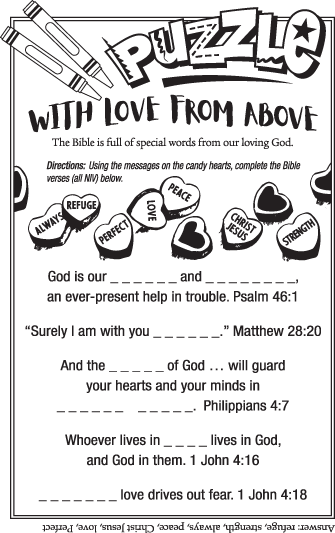 PUZZLE
WITH LOVE FROM ABOVE
The Bible is full of special words from our loving God.
Directions: Using the messages on the candy hearts, complete the Bible
verses (all NIV) below.
ALWAYS
REFUGE
PERFECT
LOVE
PEACE
CHRIST
JESUS
STRENGTH
God is our _ _ _ _ _ _ and _ _ _ _ _ _ _ _,
an ever-present help in trouble. Psalm 46:1
“Surely I am with you _ _ _ _ _ _.” Matthew 28:20
And the _ _ _ _ _ of God … will guard
your hearts and your minds in
_ _ _ _ _ _ _ _ _ _ _. Philippians 4:7
Whoever lives in _ _ _ _ lives in God,
and God in them. 1 John 4:16
_ _ _ _ _ _ _ love drives out fear. 1 John 4:18
Answer: refuge, strength, always, peace, Christ Jesus, love, Perfect